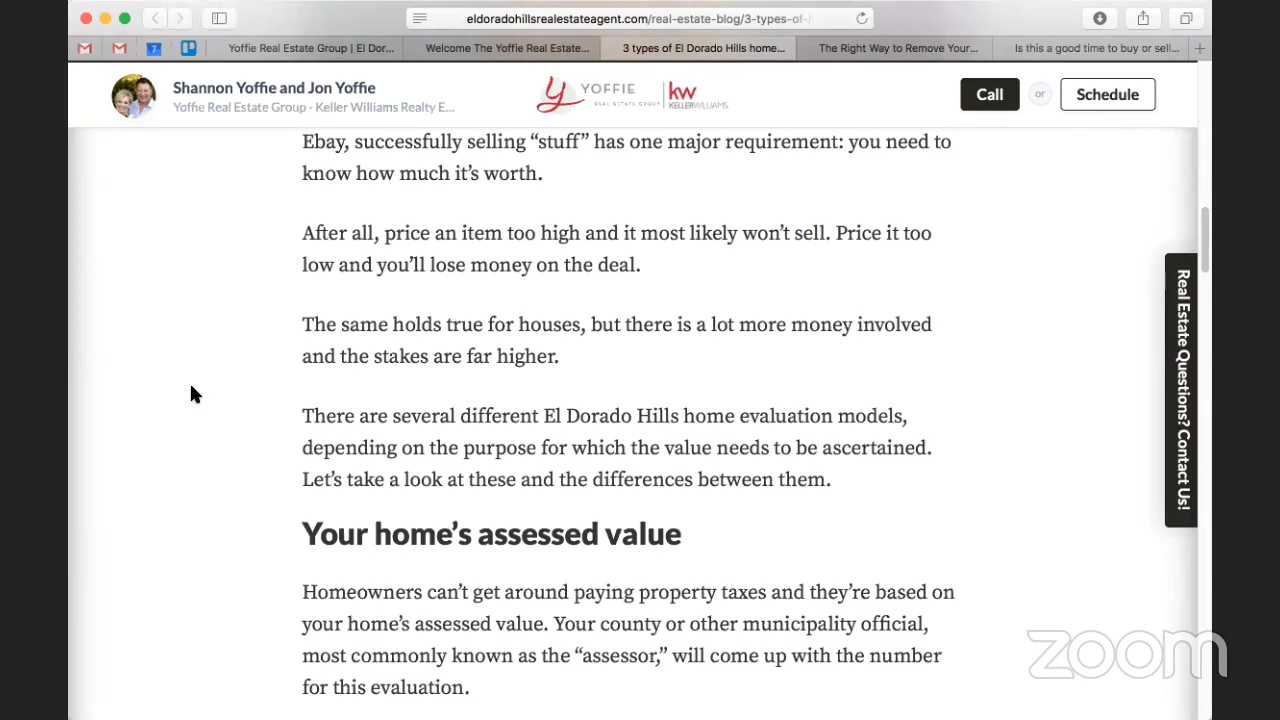 eldoradohillsrealestateagent.com/real-estate-blog/3-types-of-
7
Yoffie Real Estate Group | El Dor...
Welcome The Yoffie Real Estate...
3 types of El Dorado Hills home...
The Right Way to Remove Your...
Is this a good time to buy or sell...
Shannon Yoffie and Jon Yoffie
Yoffie Real Estate Group - Keller Williams Realty E...
YOFFIE
REAL ESTATE GROUP
kw
KELLERWILLIAMS.
Call
or
Schedule
Ebay, successfully selling “stuff” has one major requirement: you need to
know how much it’s worth.
After all, price an item too high and it most likely won’t sell. Price it too
low and you’ll lose money on the deal.
The same holds true for houses, but there is a lot more money involved
and the stakes are far higher.
There are several different El Dorado Hills home evaluation models,
depending on the purpose for which the value needs to be ascertained.
Let’s take a look at these and the differences between them.
Your home’s assessed value
Homeowners can’t get around paying property taxes and they’re based on
your home’s assessed value. Your county or other municipality official,
most commonly known as the “assessor,” will come up with the number
for this evaluation.
Real Estate Questions? Contact Us!
zoom